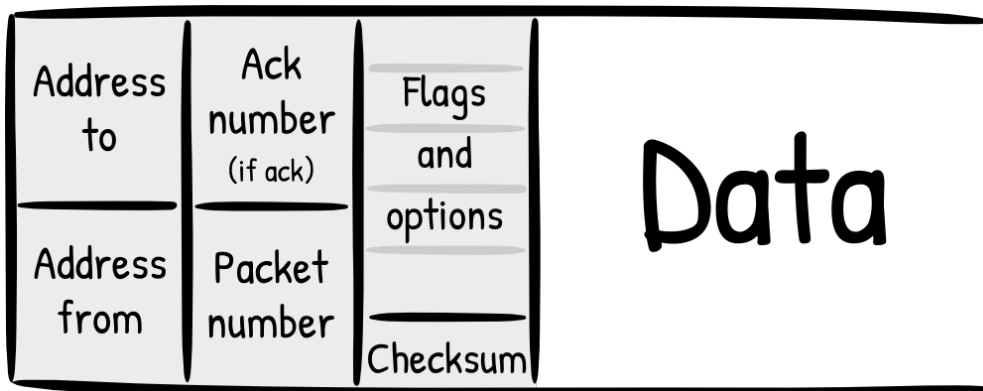 Address
to
Address
from
Ack
number
(if ack)
Packet
number
Flags
and
options
Checksum
Data